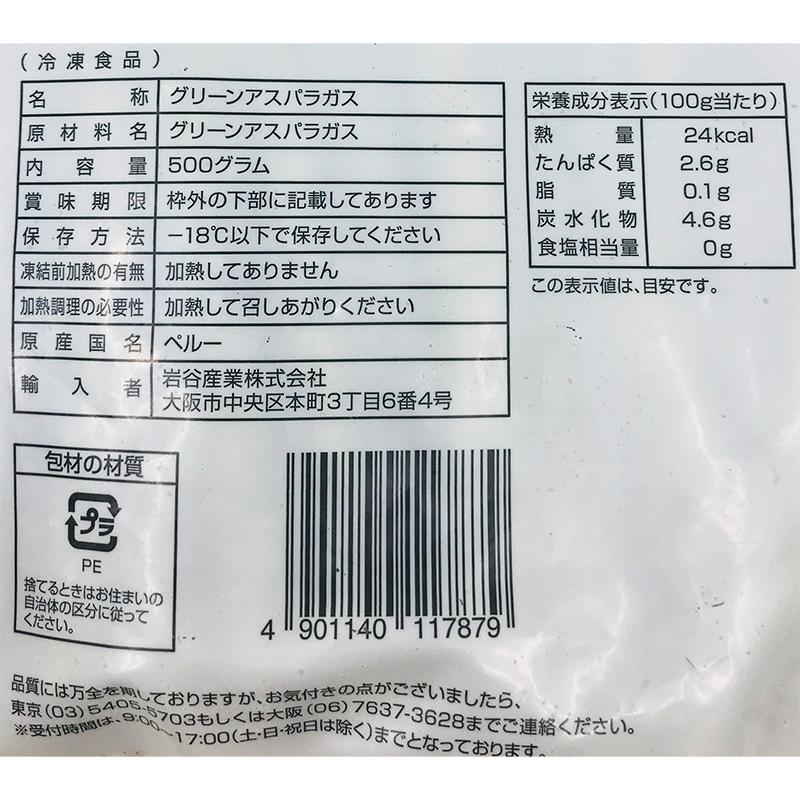 (冷凍食品)
名称 グリーンアスパラガス
原材料名 グリーンアスパラガス
内容量 500グラム
賞味期限 枠外の下部に記載してあります
保存方法 −18℃以下で保存してください
凍結前加熱の有無 加熱してありません
加熱調理の必要性 加熱して召しあがりください
原産国名 ペルー
輸入者 岩谷産業株式会社
大阪市中央区本町3丁目6番4号
栄養成分表示(100g当たり)
熱量 24kcal
たんぱく質 2.6g
脂質 0.1g
炭水化物 4.6g
食塩相当量 0g
この表示値は、目安です。
包材の材質
プラ
PE
捨てるときはお住まいの
自治体の区分に従って
ください。
4 901140 117879
品質には万全を期しておりますが、お気付きの点がございましたら、
東京(03)5405-5703もしくは大阪(06)7637-3628までご連絡ください。
※受付時間は、9:00〜17:00(土・日・祝日は除く)までとなっております。